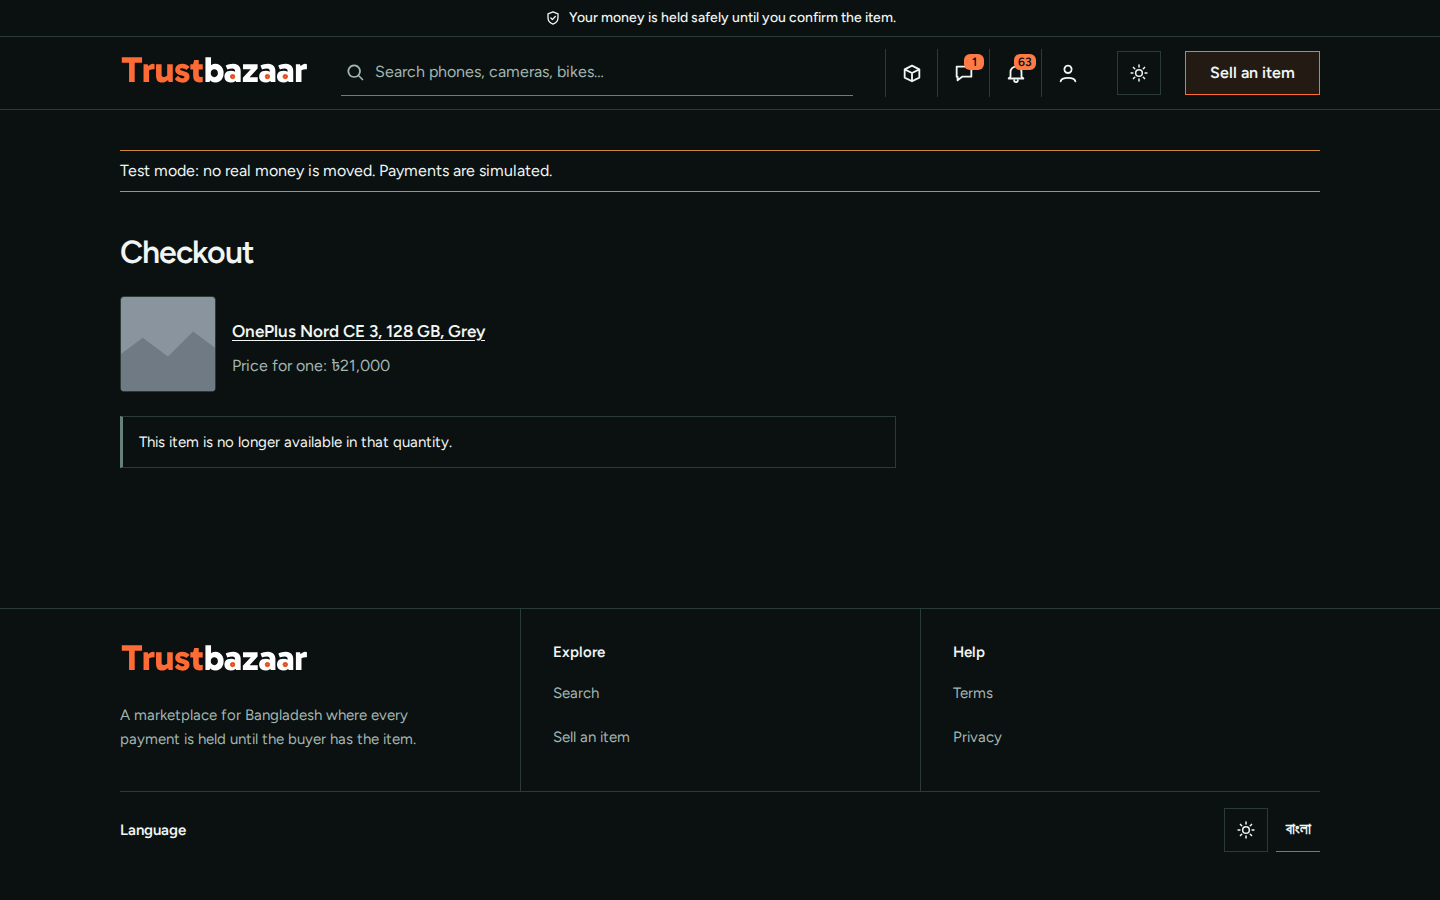 Your money is held safely until you confirm the item.
Trustbazaar
Search phones, cameras, bikes...
1
63
Sell an item
Test mode: no real money is moved. Payments are simulated.
Checkout
OnePlus Nord CE 3, 128 GB, Grey
Price for one: ৳21,000
This item is no longer available in that quantity.
Trustbazaar
A marketplace for Bangladesh where every
payment is held until the buyer has the item.
Explore
Search
Sell an item
Help
Terms
Privacy
Language
বাংলা